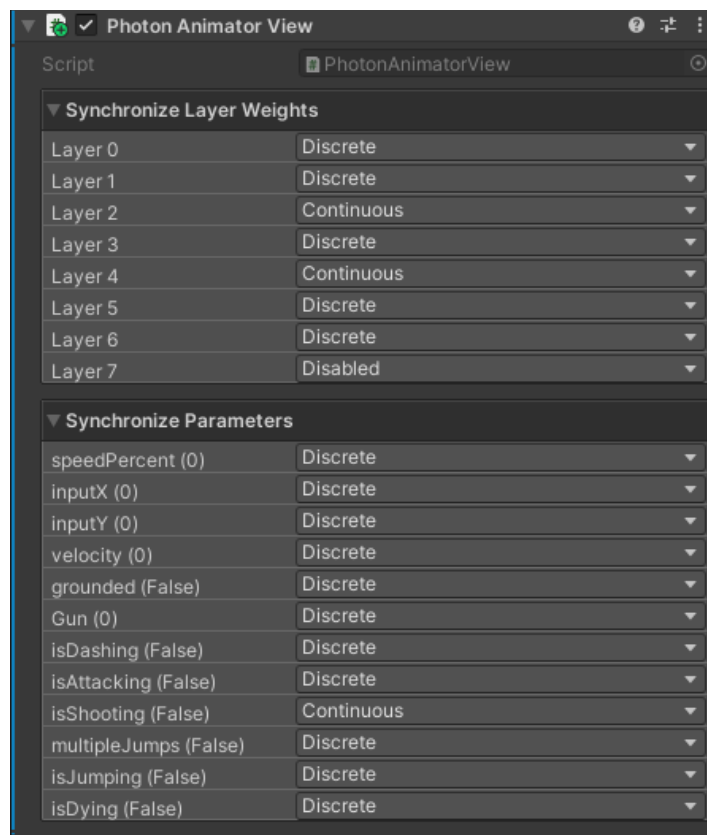 Photon Animator View
Script PhotonAnimatorView
Synchronize Layer Weights
Layer 0 Discrete
Layer 1 Discrete
Layer 2 Continuous
Layer 3 Discrete
Layer 4 Continuous
Layer 5 Discrete
Layer 6 Discrete
Layer 7 Disabled
Synchronize Parameters
speedPercent (0) Discrete
inputX (0) Discrete
inputY (0) Discrete
velocity (0) Discrete
grounded (False) Discrete
Gun (0) Discrete
isDashing (False) Discrete
isAttacking (False) Discrete
isShooting (False) Continuous
multipleJumps (False) Discrete
isJumping (False) Discrete
isDying (False) Discrete